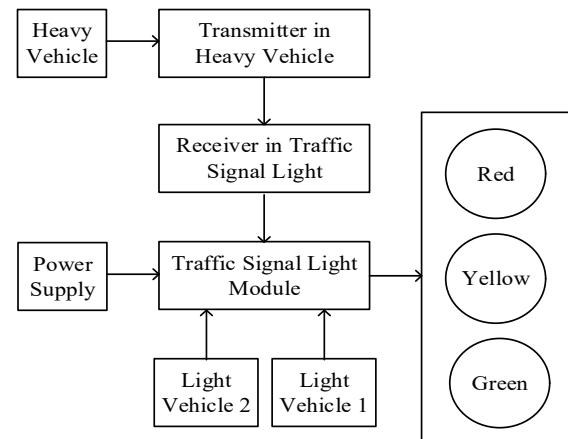 Heavy
Vehicle
Transmitter in
Heavy Vehicle
Receiver in Traffic
Signal Light
Red
Power
Supply
Traffic Signal Light
Module
Yellow
Light
Vehicle 2
Light
Vehicle 1
Green